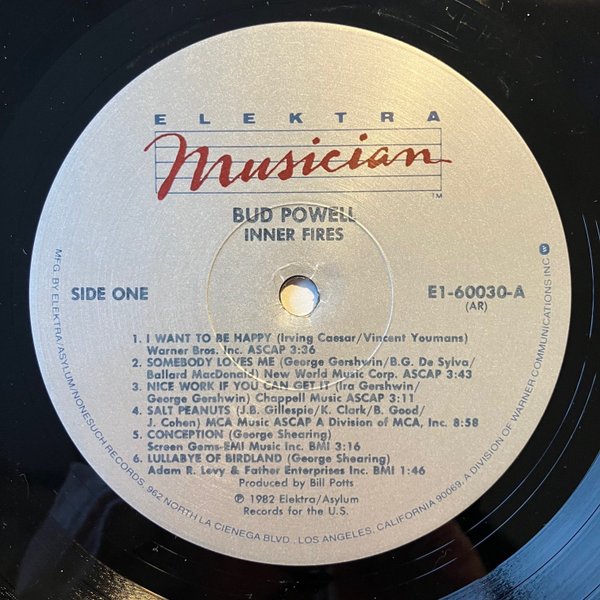 ELEKTRA
Musician
TM
BUD POWELL
INNER FIRES
SIDE ONE
E1-60030-A
(AR)
1. I WANT TO BE HAPPY (Irving Caesar/Vincent Youmans)
Warner Bros. Inc. ASCAP 3:36
2. SOMEBODY LOVES ME (George Gershwin/B.G. De Sylva/
Ballard MacDonald) New World Music Corp. ASCAP 3:43
3. NICE WORK IF YOU CAN GET IT (Ira Gershwin/
George Gershwin) Chappell Music ASCAP 3:11
4. SALT PEANUTS (J.B. Gillespie/K. Clark/B. Good/
J. Cohen) MCA Music ASCAP A Division of MCA, Inc. 8:58
5. CONCEPTION (George Shearing)
Screen Gems-EMI Music Inc. BMI 3:16
6. LULLABYE OF BIRDLAND (George Shearing)
Adam R. Levy & Father Enterprises Inc. BMI 1:46
Produced by Bill Potts
℗ 1982 Elektra/Asylum
Records for the U.S.
MFG. BY ELEKTRA/ASYLUM/NONESUCH RECORDS, 962 NORTH LA CIENEGA BLVD., LOS ANGELES, CALIFORNIA 90069, A DIVISION OF WARNER COMMUNICATIONS INC.